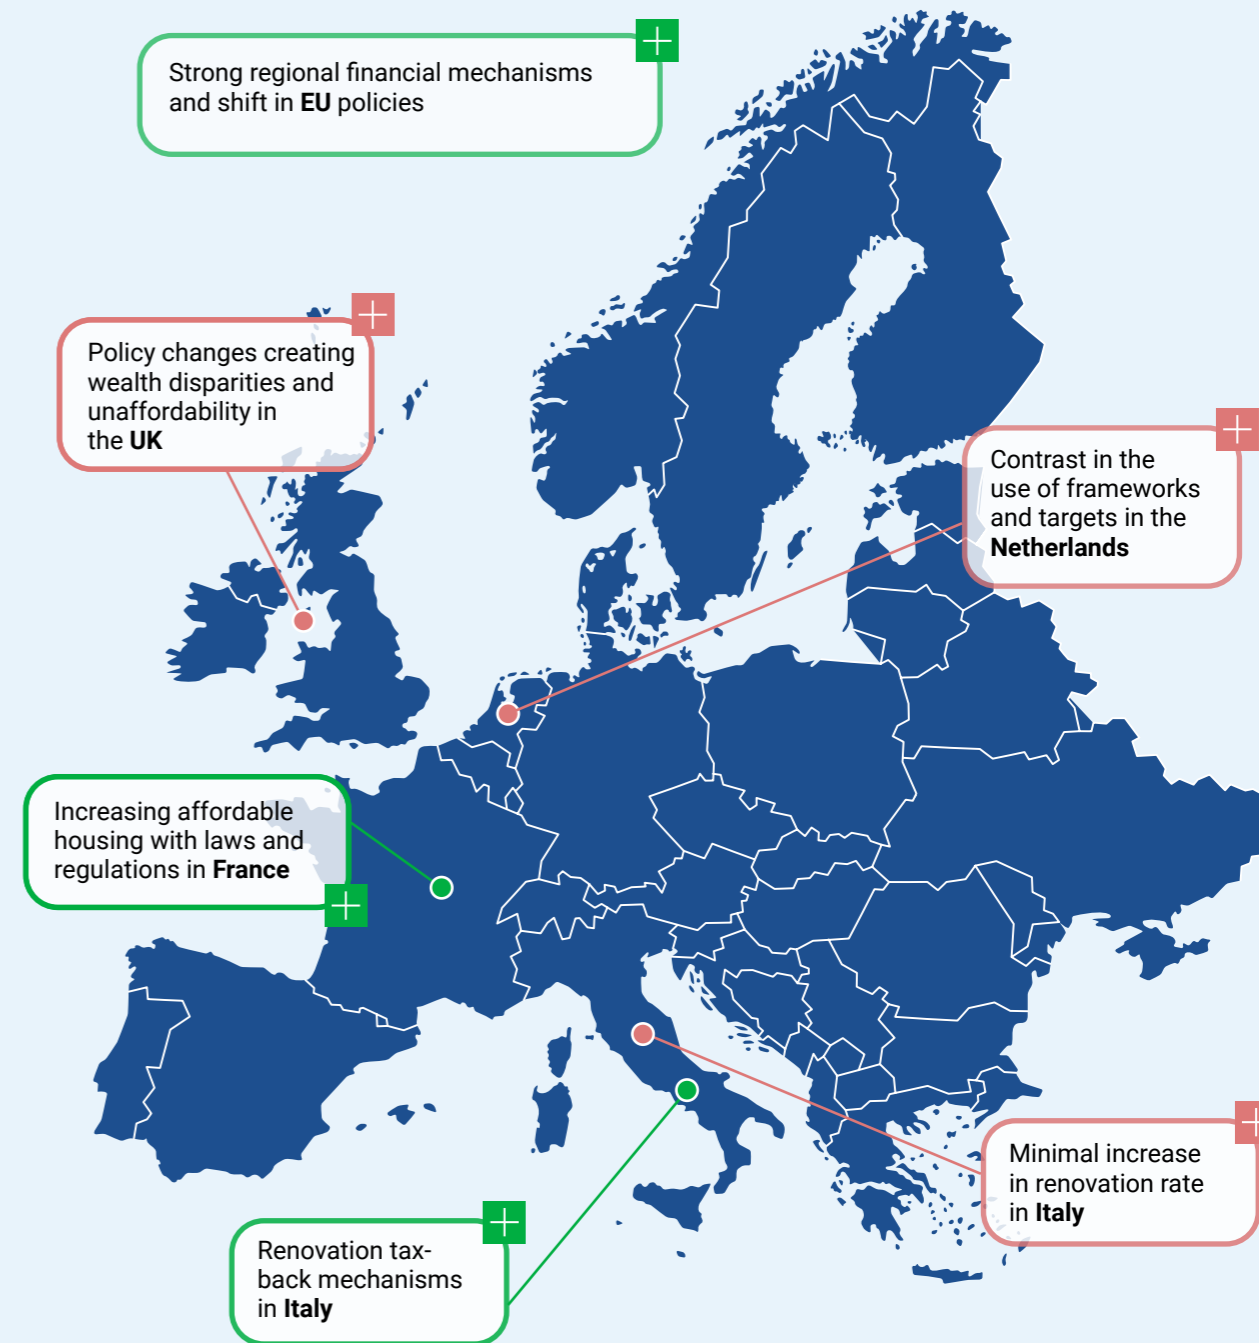 Strong regional financial mechanisms
and shift in EU policies
Policy changes creating
wealth disparities and
unaffordability in
the UK
Contrast in the
use of frameworks
and targets in the
Netherlands
Increasing affordable
housing with laws and
regulations in France
Minimal increase
in renovation rate
in Italy
Renovation tax-
back mechanisms
in Italy